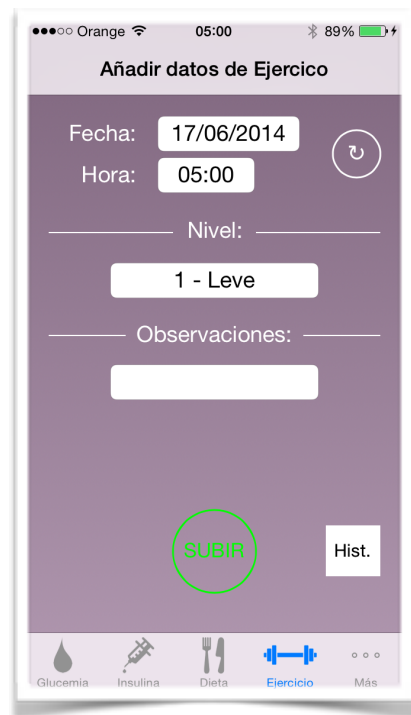 Orange 05:00 89%
Añadir datos de Ejercico
Fecha: 17/06/2014
Hora: 05:00
Nivel:
1 - Leve
Observaciones:
SUBIR
Hist.
Glucemia Insulina Dieta Ejercicio Más